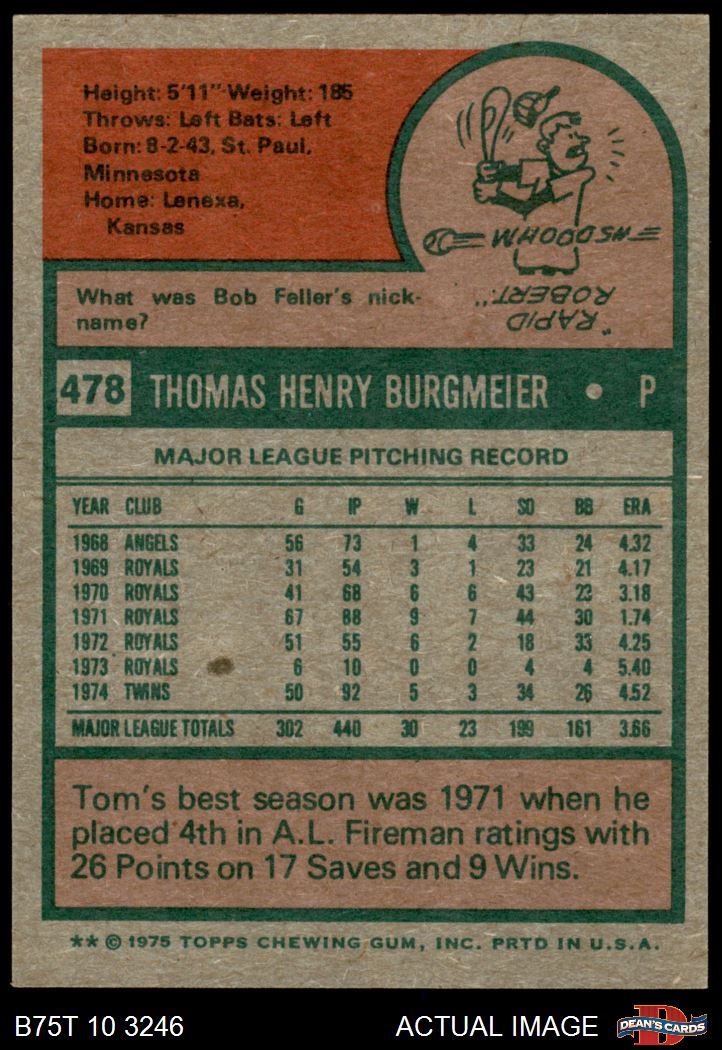 Height: 5'11" Weight: 185
Throws: Left Bats: Left
Born: 8-2-43, St. Paul,
Minnesota
Home: Lenexa,
Kansas
WHOOOSH
"RAPID
ROBERT".
What was Bob Feller's nick-
name?
478 THOMAS HENRY BURGMEIER • P
MAJOR LEAGUE PITCHING RECORD
YEAR CLUB G IP W L SO BB ERA
1968 ANGELS 56 73 1 4 33 24 4.32
1969 ROYALS 31 54 3 1 23 21 4.17
1970 ROYALS 41 68 6 6 43 23 3.18
1971 ROYALS 67 88 9 7 44 30 1.74
1972 ROYALS 51 55 6 2 18 33 4.25
1973 ROYALS 6 10 0 0 4 4 5.40
1974 TWINS 50 92 5 3 34 26 4.52
MAJOR LEAGUE TOTALS 302 440 30 23 199 161 3.66
Tom's best season was 1971 when he
placed 4th in A.L. Fireman ratings with
26 Points on 17 Saves and 9 Wins.
** © 1975 TOPPS CHEWING GUM, INC. PRTD IN U.S.A.
B75T 10 3246 ACTUAL IMAGE DEAN'S CARDS